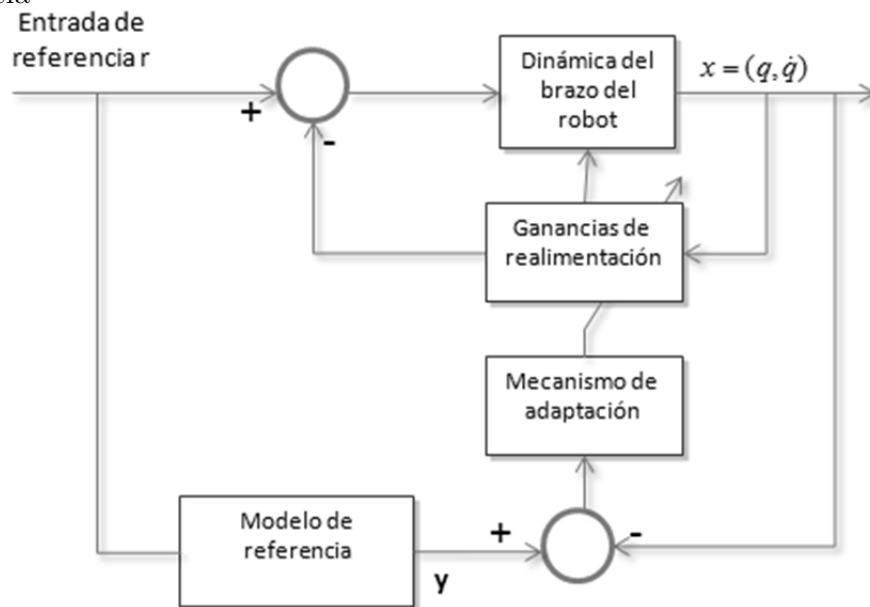 Entrada de
referencia r
Dinámica del
brazo del
robot
x = (q, q̇)
+
-
Ganancias de
realimentación
Mecanismo de
adaptación
Modelo de
referencia
+
-
y